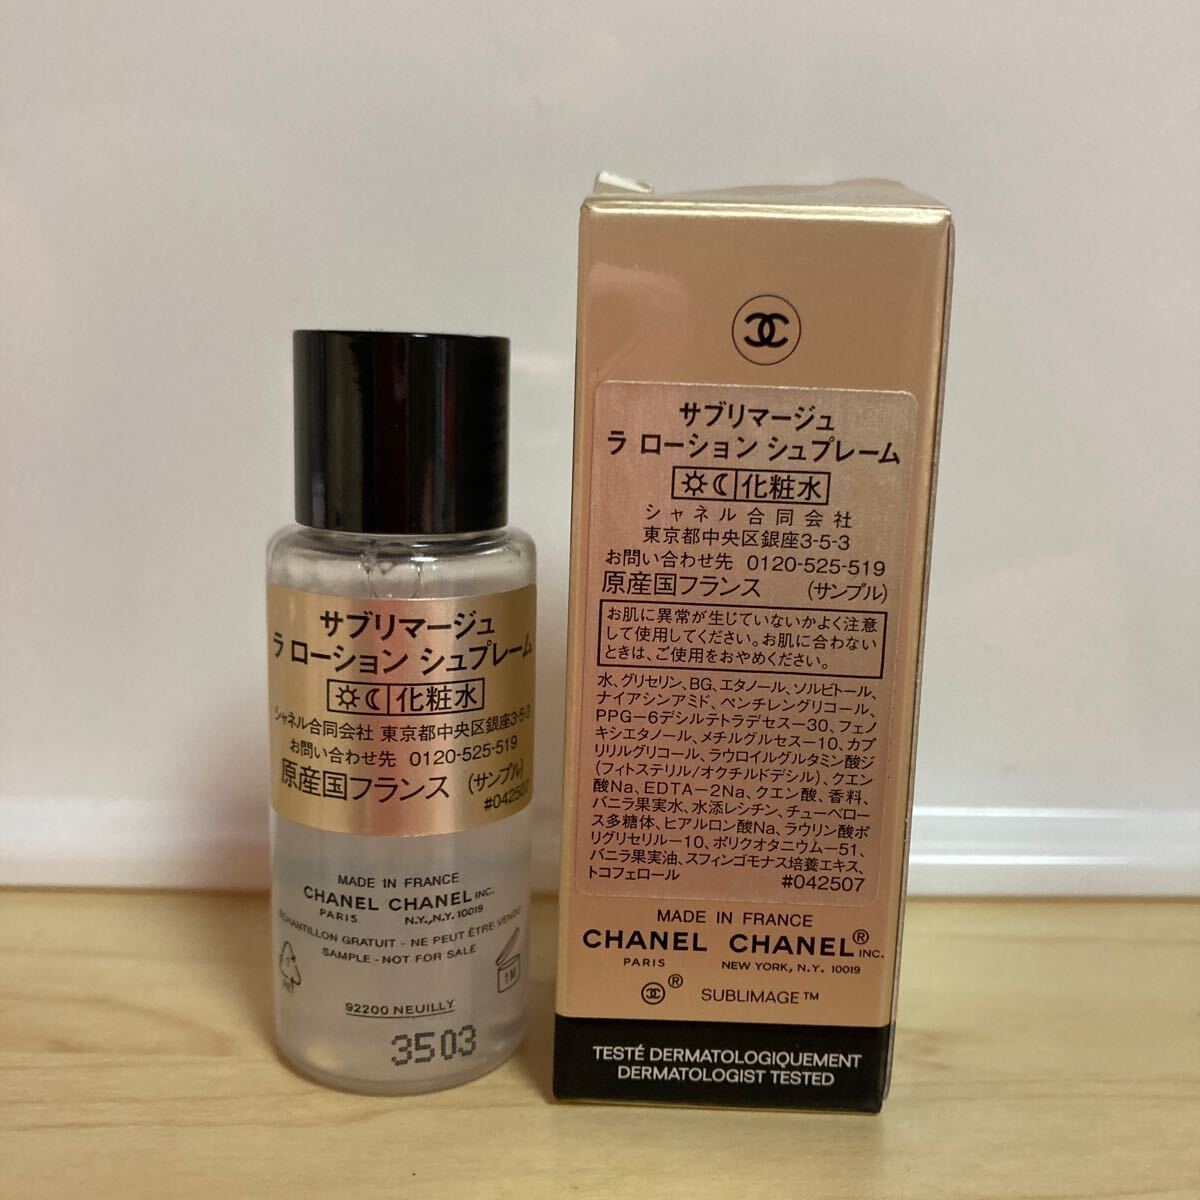 サブリマージュ
ラ ローション シュプレーム
化粧水
シャネル合同会社 東京都中央区銀座3-5-3
お問い合わせ先 0120-525-519
原産国フランス (サンプル)
#042507
MADE IN FRANCE
CHANEL CHANEL INC.
PARIS N.Y.,N.Y. 10019
ÉCHANTILLON GRATUIT - NE PEUT ÊTRE VENDU
SAMPLE - NOT FOR SALE
1
PET
1M
92200 NEUILLY
3503
サブリマージュ
ラ ローション シュプレーム
化粧水
シャネル合同会社
東京都中央区銀座3-5-3
お問い合わせ先 0120-525-519
原産国フランス (サンプル)
お肌に異常が生じていないかよく注意
して使用してください。お肌に合わない
ときは、ご使用をおやめください。
水、グリセリン、BG、エタノール、ソルビトール、
ナイアシンアミド、ペンチレングリコール、
PPG-6デシルテトラデセス-30、フェノ
キシエタノール、メチルグルセス-10、カプ
リリルグリコール、ラウロイルグルタミン酸ジ
(フィトステリル/オクチルドデシル)、クエン
酸Na、EDTA-2Na、クエン酸、香料、
バニラ果実水、水添レシチン、チューベロー
ス多糖体、ヒアルロン酸Na、ラウリン酸ポ
リグリセリル-10、ポリクオタニウム-51、
バニラ果実油、スフィンゴモナス培養エキス、
トコフェロール #042507
MADE IN FRANCE
CHANEL CHANEL® INC.
PARIS NEW YORK, N.Y. 10019
® SUBLIMAGE™
TESTÉ DERMATOLOGIQUEMENT
DERMATOLOGIST TESTED